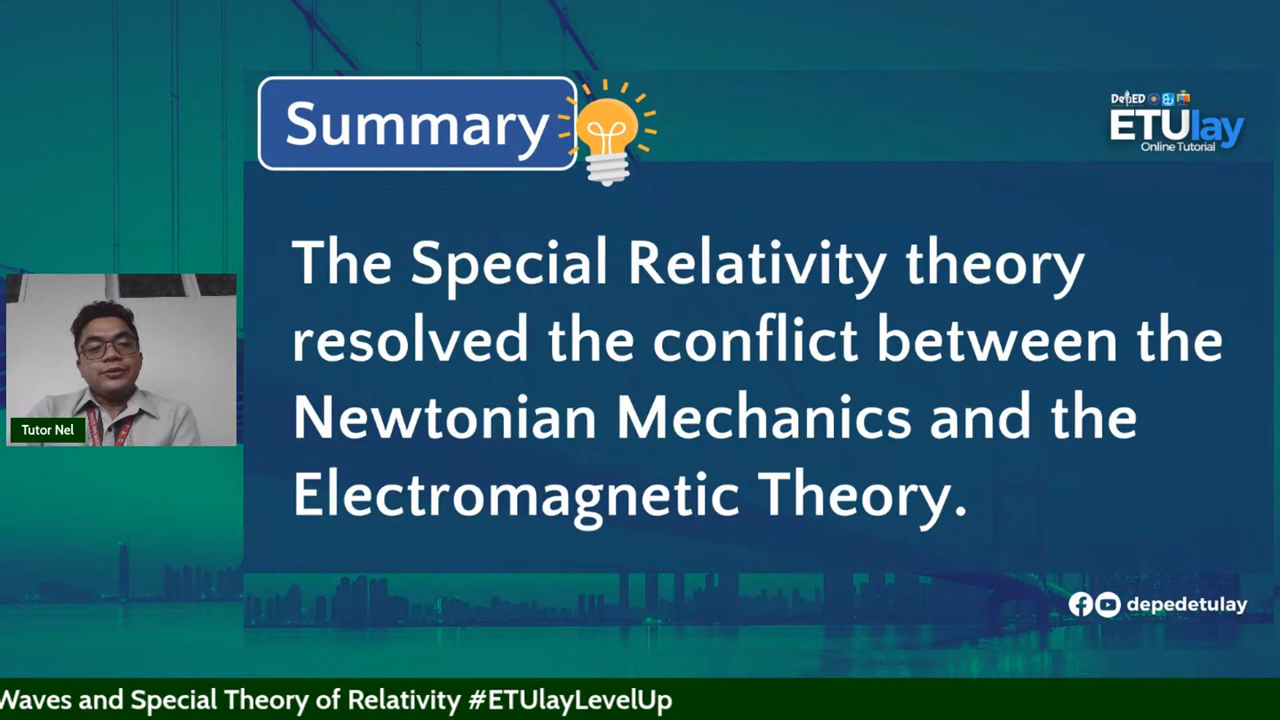 Summary
DepED
ETUlay
Online Tutorial
The Special Relativity theory
resolved the conflict between the
Newtonian Mechanics and the
Electromagnetic Theory.
Tutor Nel
depedetulay
Waves and Special Theory of Relativity #ETUlayLevelUp